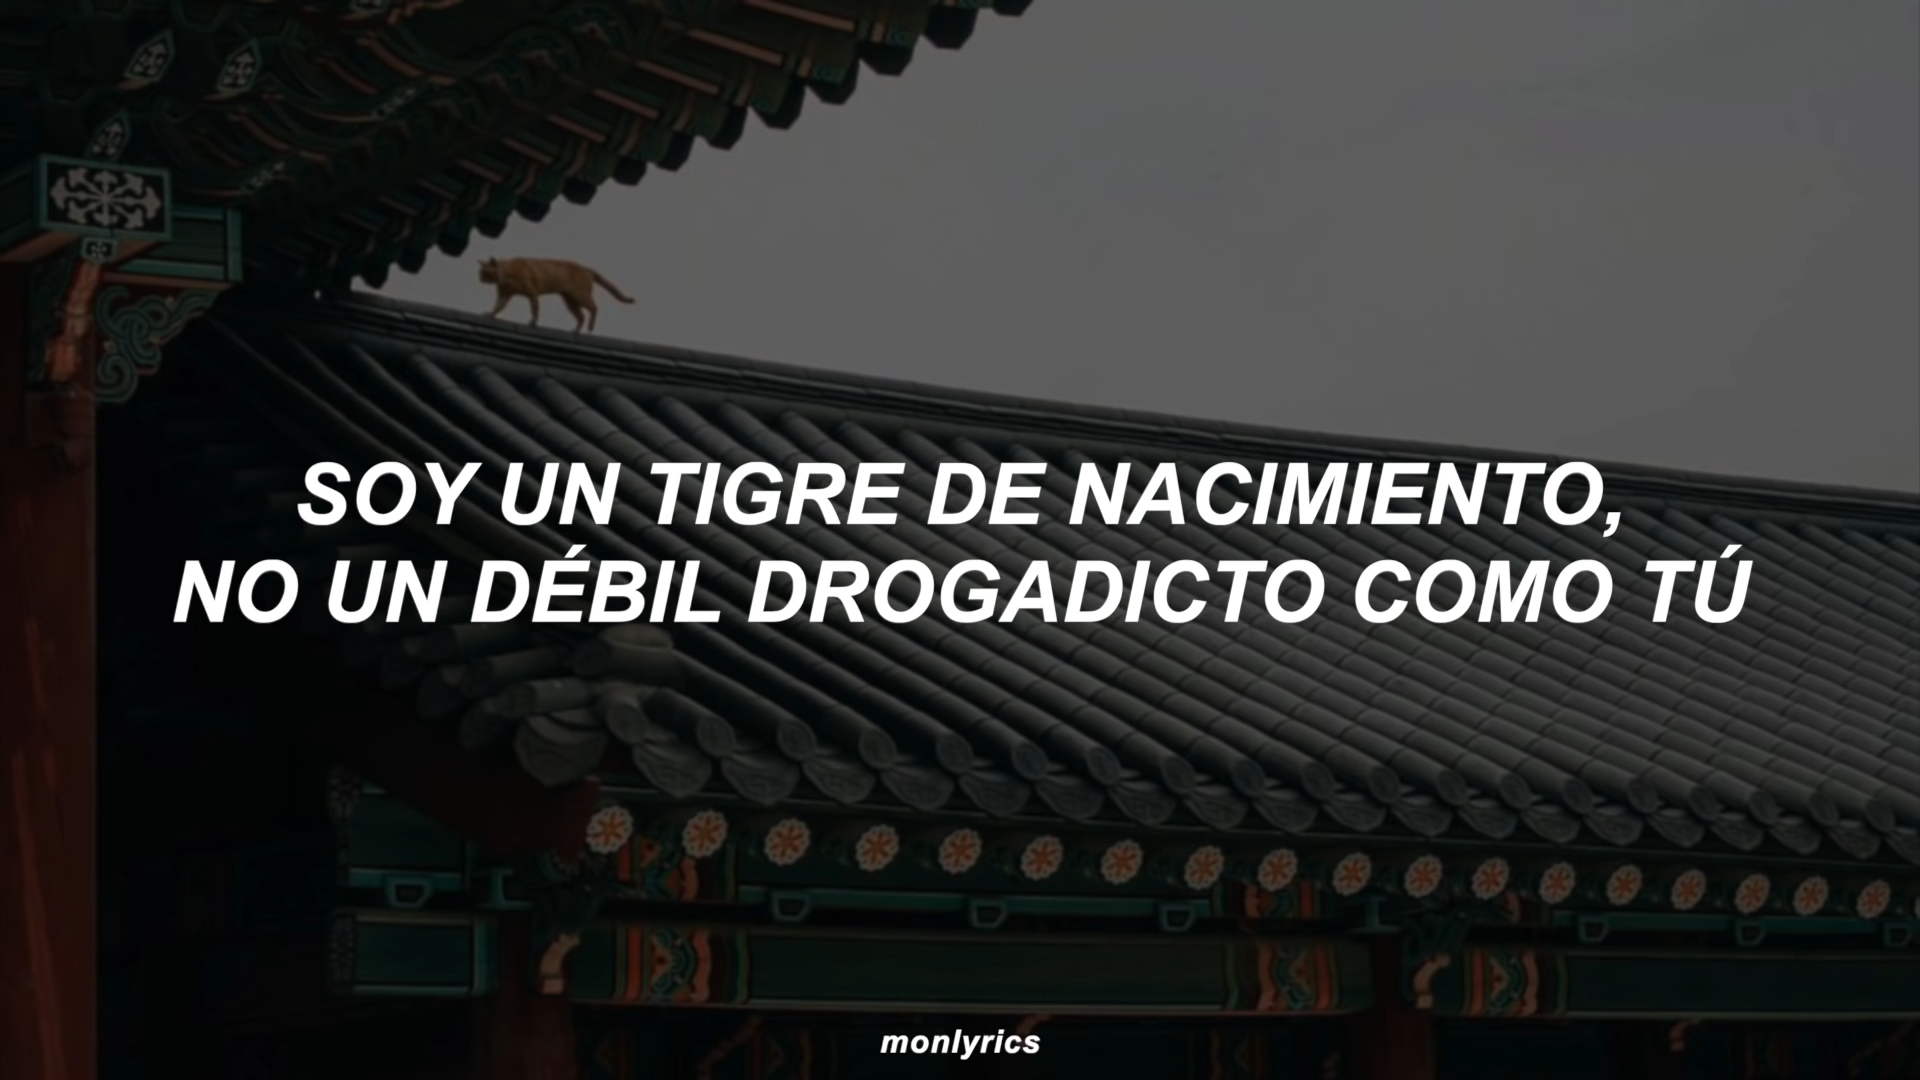 SOY UN TIGRE DE NACIMIENTO,
NO UN DÉBIL DROGADICTO COMO TÚ
monlyrics